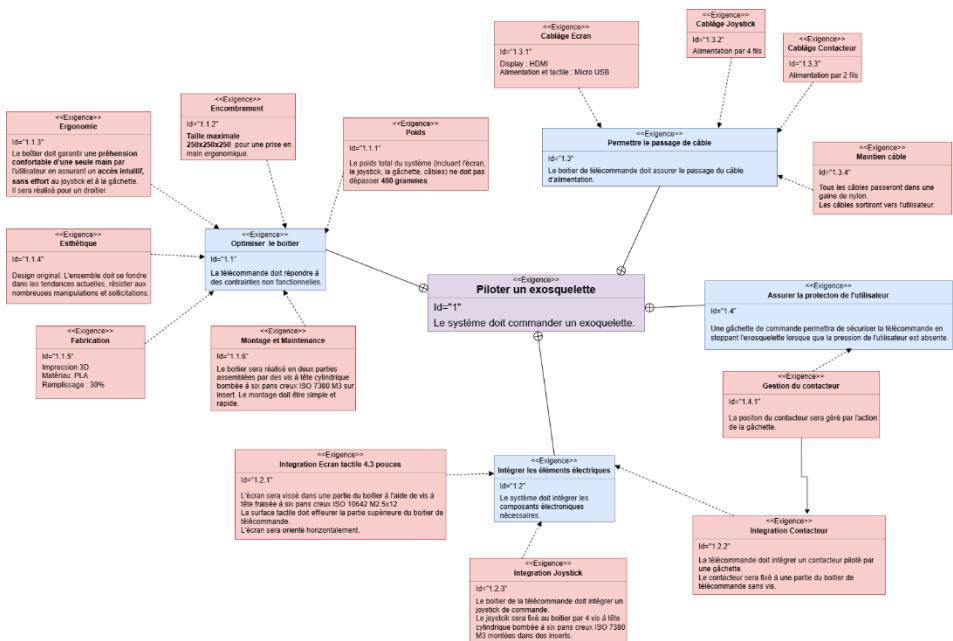 <<Exigence>>
Cablâge Ecran
Id="1.3.1"
Display : HDMI
Alimentation et tactile : Micro USB
<<Exigence>>
Cablâge Joystick
Id="1.3.2"
Alimentation par 4 fils
<<Exigence>>
Cablâge Contacteur
Id="1.3.3"
Alimentation par 2 fils
<<Exigence>>
Ergonomie
Id="1.1.3"
Le boîtier doit garantir une préhension
confortable d'une seule main par
l'utilisateur en assurant un accès intuitif,
sans effort au joystick et à la gâchette.
Il sera réalisé pour un droitier.
<<Exigence>>
Encombrement
Id="1.1.2"
Taille maximale
250x250x250 pour une prise en
main ergonomique.
<<Exigence>>
Poids
Id="1.1.1"
Le poids total du système (incluant l'écran,
le joystick, la gâchette, câbles) ne doit pas
dépasser 400 grammes.
<<Exigence>>
Permettre le passage de câble
Id="1.3"
Le boitier de télécommande doit assurer le passage du câble
d'alimentation.
<<Exigence>>
Maintien câble
Id="1.3.4"
Tous les câbles passeront dans une
gaine de nylon.
Les câbles sortiront vers l'utilisateur.
<<Exigence>>
Esthétique
Id="1.1.4"
Design original. L'ensemble doit se fondre
dans les tendances actuelles, résister aux
nombreuses manipulations et sollicitations.
<<Exigence>>
Optimiser le boitier
Id="1.1"
La télécommande doit répondre à
des contraintes non fonctionnelles.
<<Exigence>>
Piloter un exosquelette
Id="1"
Le système doit commander un exoquelette.
<<Exigence>>
Assurer la protecton de l'utilisateur
Id="1.4"
Une gâchette de commande permettra de sécuriser la télécommande en
stoppant l'exosquelette lorsque que la pression de l'utilisateur est absente.
<<Exigence>>
Fabrication
Id="1.1.5"
Impression 3D
Matériau: PLA
Remplissage : 30%
<<Exigence>>
Montage et Maintenance
Id="1.1.6"
Le boitier sera réalisé en deux parties
assemblées par des vis à tête cylindrique
bombée à six pans creux ISO 7380 M3 sur
insert. Le montage doit être simple et
rapide.
<<Exigence>>
Gestion du contacteur
Id="1.4.1"
La positon du contacteur sera géré par l'action
de la gâchette.
<<Exigence>>
Integration Ecran tactile 4.3 pouces
Id="1.2.1"
L'écran sera vissé dans une partie du boitier à l'aide de vis à
tête fraisée à six pans creux ISO 10642 M2.5x12
La surface tactile doit effleurer la partie supérieure du boitier de
télécommande.
L'écran sera orienté horizontalement.
<<Exigence>>
Intégrer les éléments électriques
Id="1.2"
Le système doit intégrer les
composants électroniques
nécessaires.
<<Exigence>>
Integration Contacteur
Id="1.2.2"
La télécommande doit intégrer un contacteur piloté par
une gâchette.
Le contacteur sera fixé à une partie du boitier de
télécommande sans vis.
<<Exigence>>
Integration Joystick
Id="1.2.3"
Le boitier de la télécommande doit intégrer un
joystick de commande.
Le joystcik sera fixé au boitier par 4 vis à tête
cylindrique bombée à six pans creux ISO 7380
M3 montées dans des inserts.